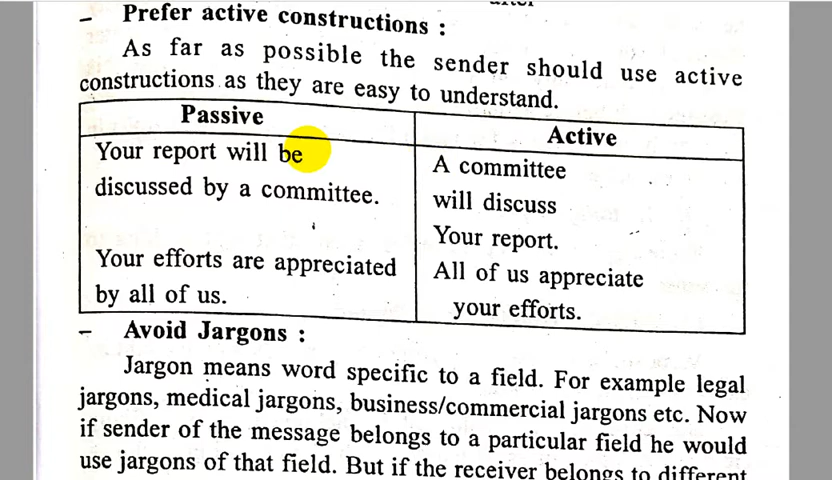 – Prefer active constructions :
As far as possible the sender should use active
constructions as they are easy to understand.
Passive
Your report will be
discussed by a committee.
Your efforts are appreciated
by all of us.
Active
A committee
will discuss
Your report.
All of us appreciate
your efforts.
– Avoid Jargons :
Jargon means word specific to a field. For example legal
jargons, medical jargons, business/commercial jargons etc. Now
if sender of the message belongs to a particular field he would
use jargons of that field. But if the receiver belongs to different